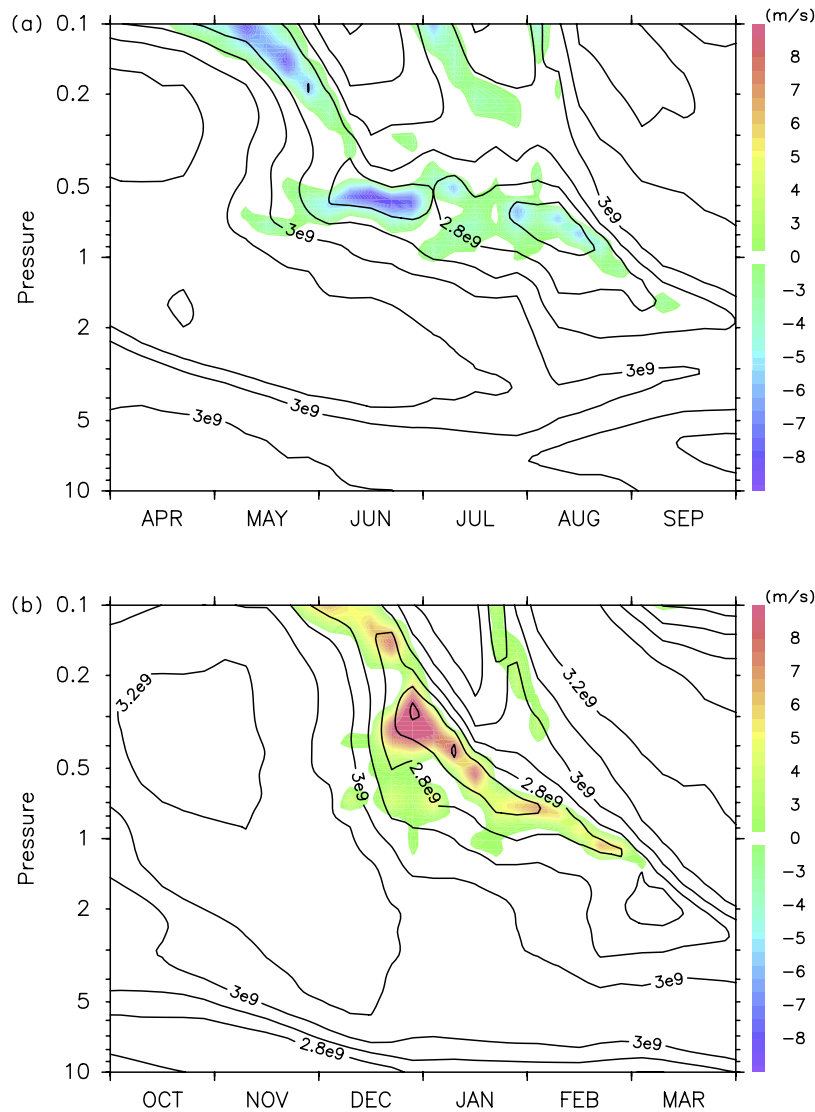 (a)
(m/s)
0.1
0.2
0.5
1
2
5
10
Pressure
3e9
3e9
2.8e9
3e9
3e9
3e9
APR MAY JUN JUL AUG SEP
8
7
6
5
4
3
0
−3
−4
−5
−6
−7
−8
(b)
(m/s)
0.1
0.2
0.5
1
2
5
10
Pressure
3.2e9
3.2e9
3e9
3e9
2.8e9
2.8e9
3e9
3e9
3e9
2.8e9
OCT NOV DEC JAN FEB MAR
8
7
6
5
4
3
0
−3
−4
−5
−6
−7
−8